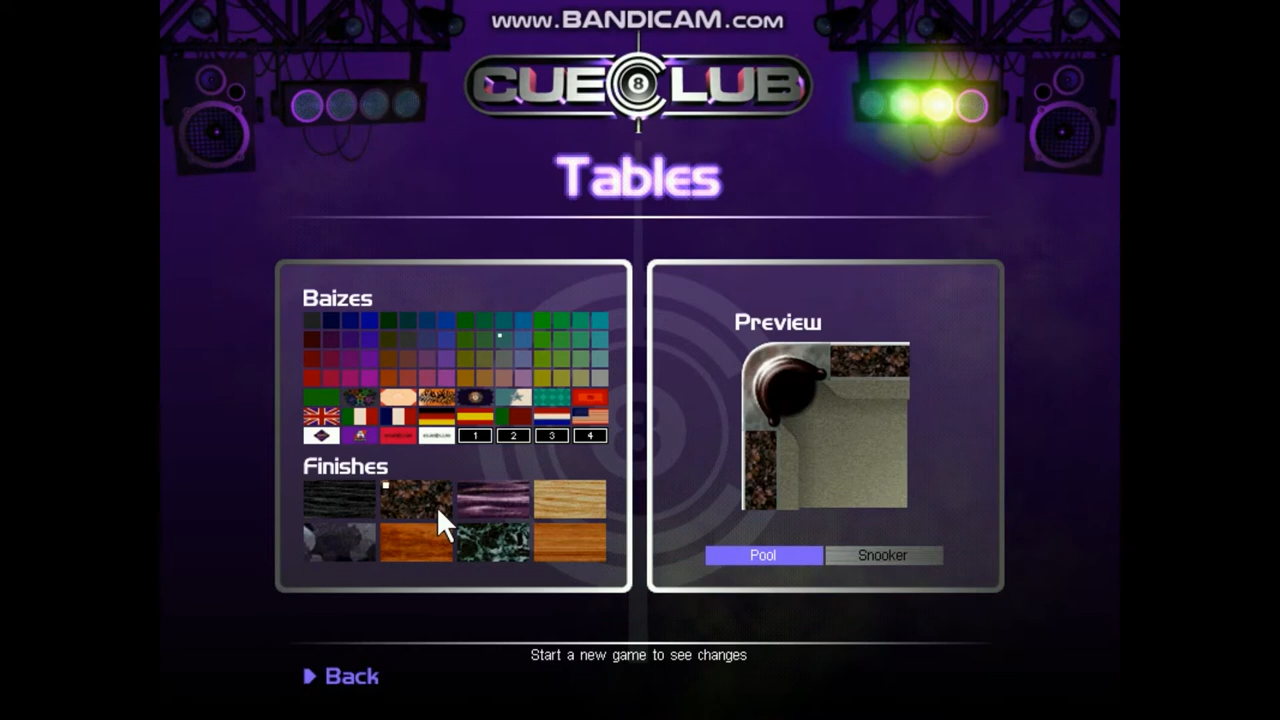 www.BANDICAM.com
CUE CLUB
8
Tables
Baizes
Preview
1 2 3 4
Finishes
Pool Snooker
Start a new game to see changes
Back